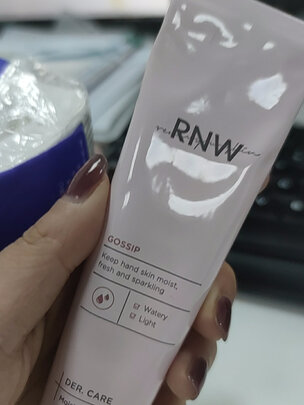 RNW
GOSSIP
Keep hand skin moist,
fresh and sparkling
☑ Watery
☑ Light
DER. CARE